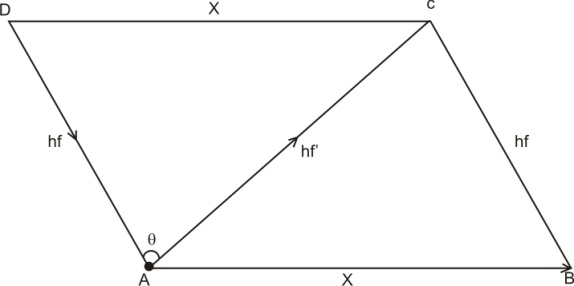 D X c
hf hf' hf
θ
A X B